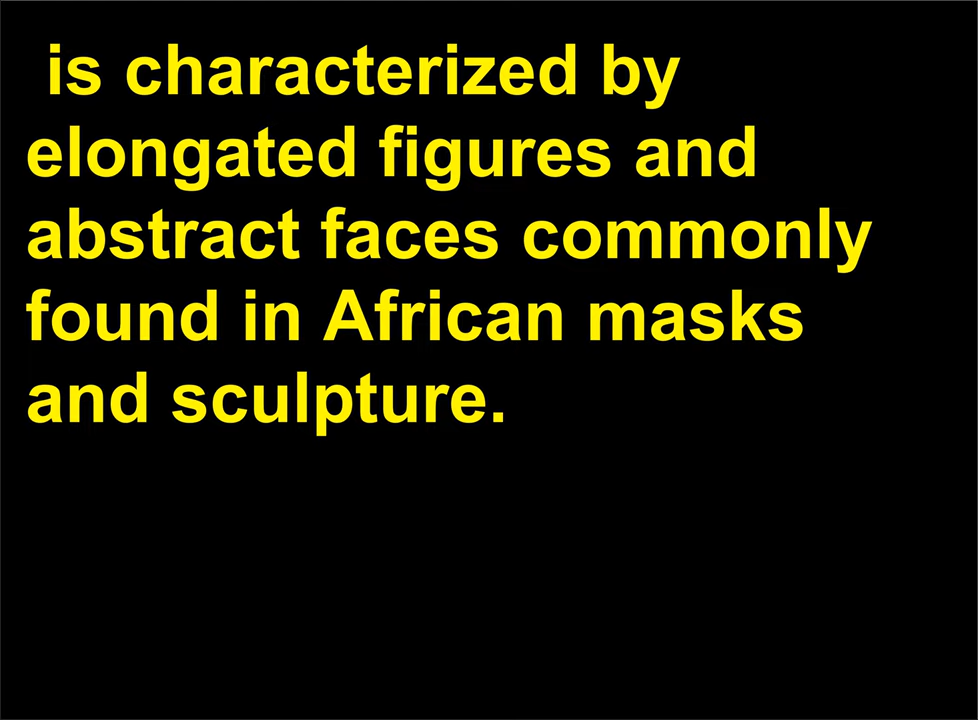 is characterized by
elongated figures and
abstract faces commonly
found in African masks
and sculpture.